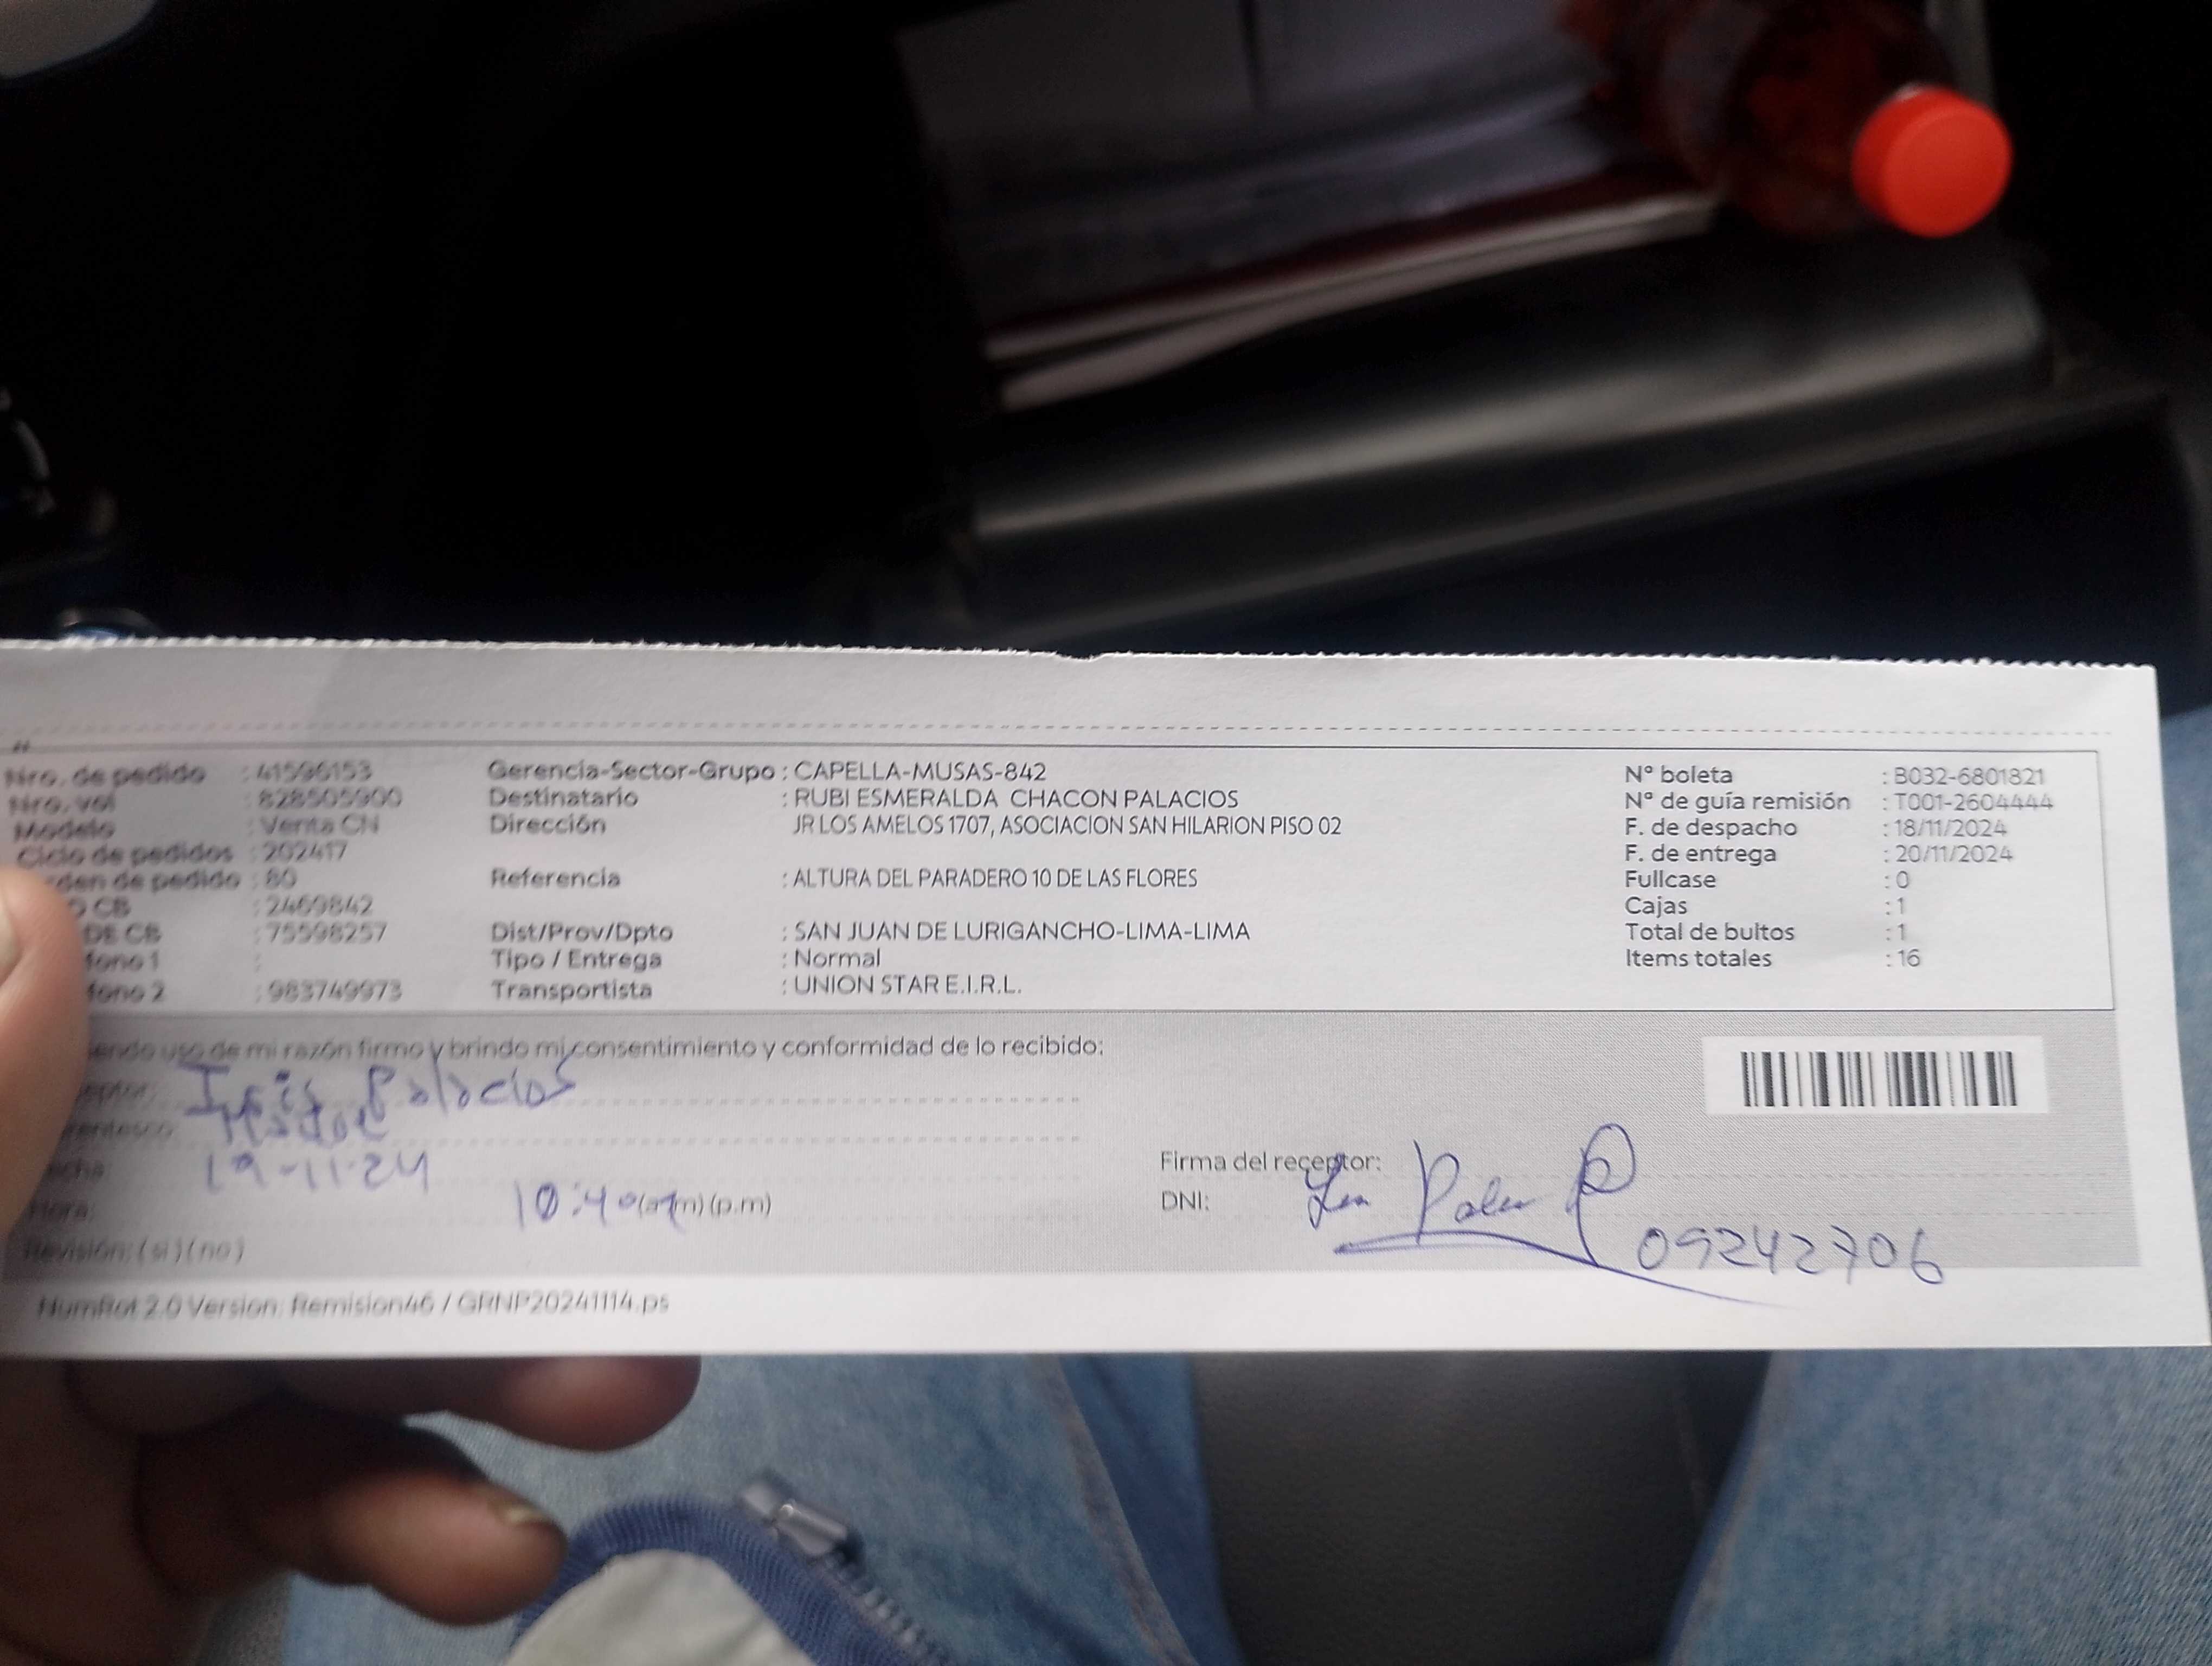 Nro. de pedido : 41596153
Nro. vol : 828505900
Modelo : Venta CN
Ciclo de pedidos : 202417
den de pedido : 80
O CB : 2469842
DE CB : 75598257
fono 1 :
fono 2 : 983749973
Gerencia-Sector-Grupo : CAPELLA-MUSAS-842
Destinatario : RUBI ESMERALDA CHACON PALACIOS
Dirección JR LOS AMELOS 1707, ASOCIACION SAN HILARION PISO 02
Referencia : ALTURA DEL PARADERO 10 DE LAS FLORES
Dist/Prov/Dpto : SAN JUAN DE LURIGANCHO-LIMA-LIMA
Tipo / Entrega : Normal
Transportista : UNION STAR E.I.R.L.
N° boleta : B032-6801821
N° de guía remisión : T001-2604444
F. de despacho : 18/11/2024
F. de entrega : 20/11/2024
Fullcase : 0
Cajas : 1
Total de bultos : 1
Items totales : 16
endo uso de mi razón firmo y brindo mi consentimiento y conformidad de lo recibido:
eptor: Iris Palacios
entesco:
echa: 19-11-24
Hora: 10:40 (a.m) (p.m)
Revisión: ( si ) ( no )
Firma del receptor:
DNI: 09242706
HumRot 2.0 Version: Remision46 / GRNP20241114.ps